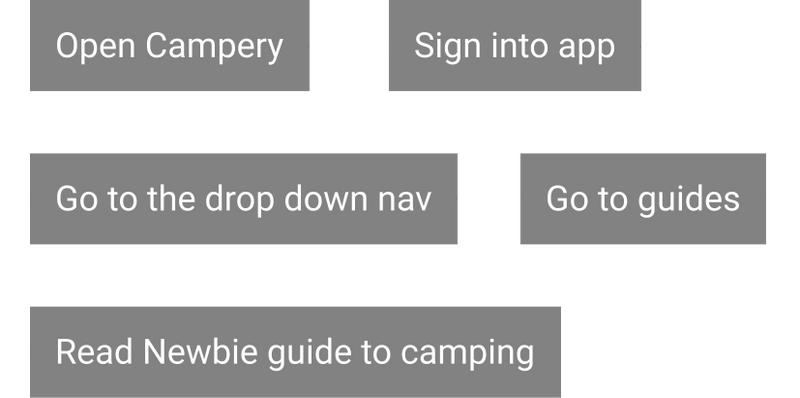 Open Campery
Sign into app
Go to the drop down nav
Go to guides
Read Newbie guide to camping